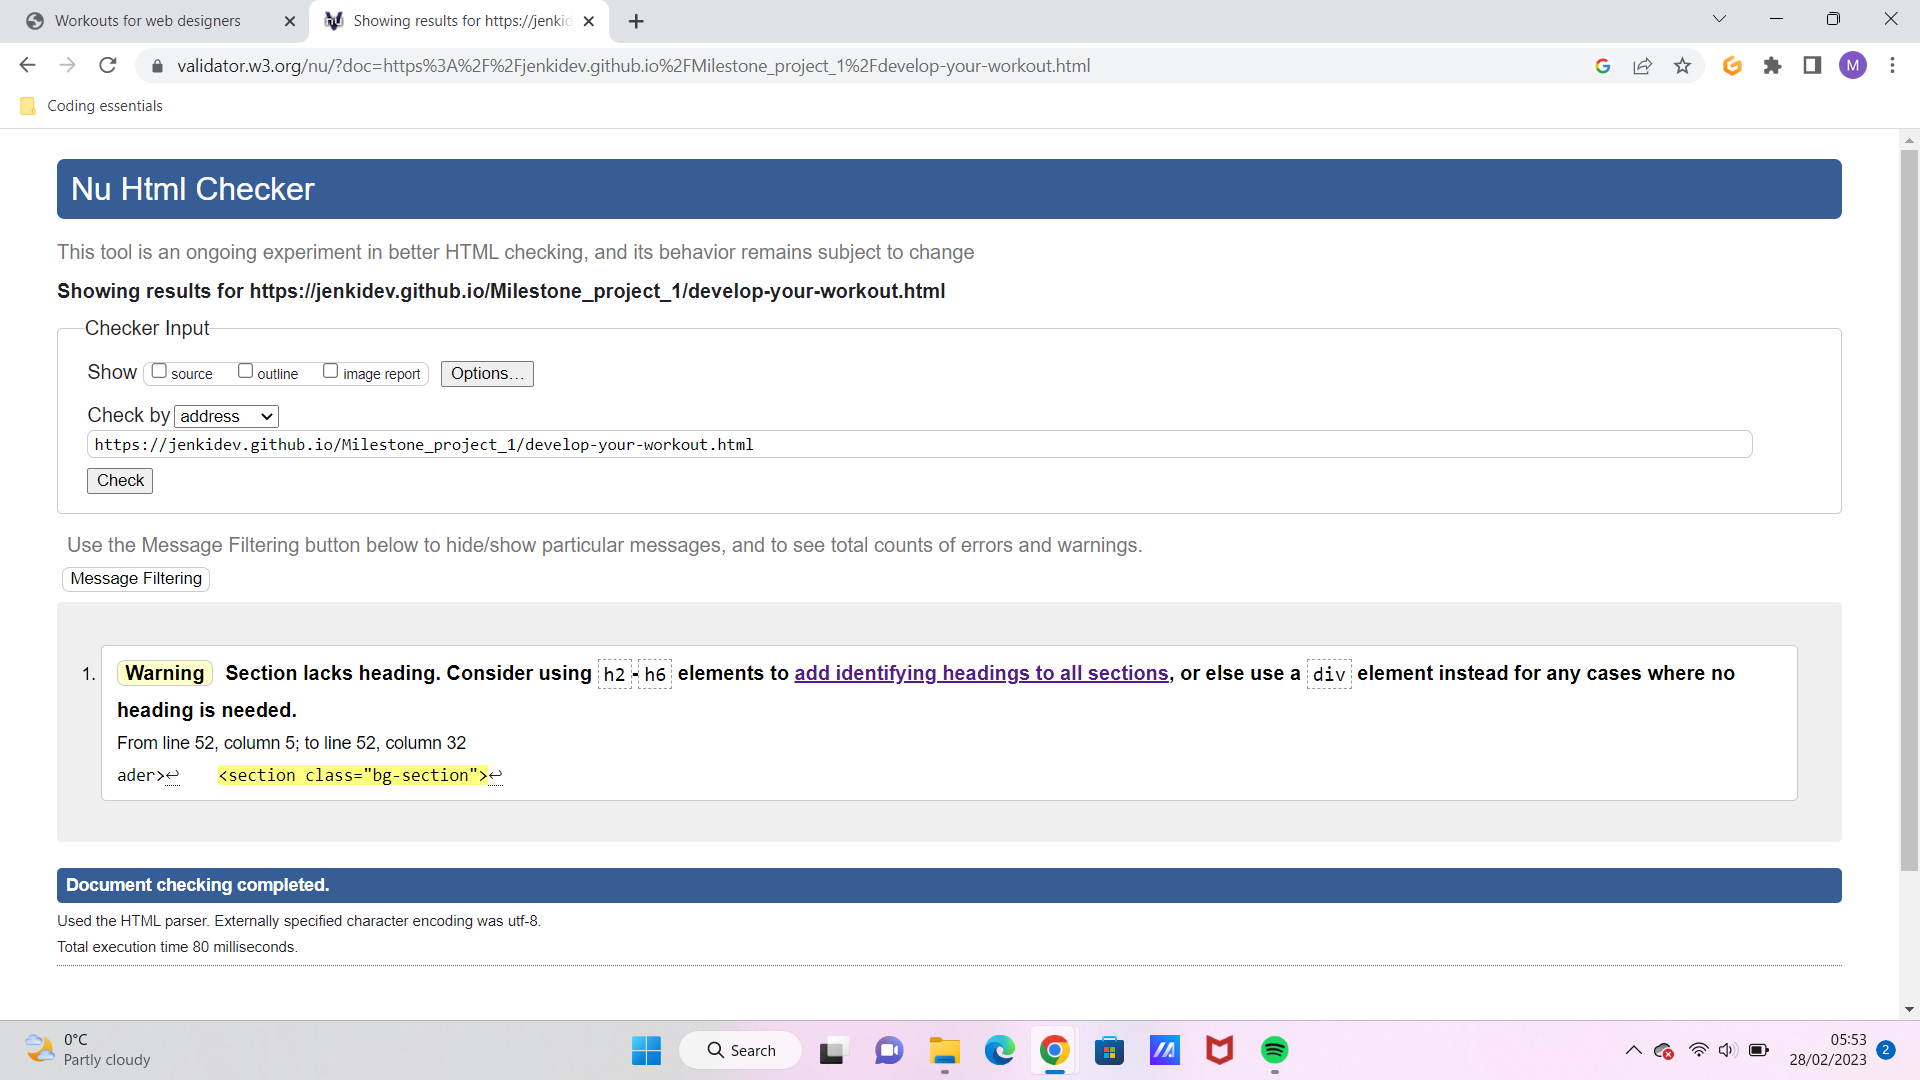 Workouts for web designers
Showing results for https://jenkid
validator.w3.org/nu/?doc=https%3A%2F%2Fjenkidev.github.io%2FMilestone_project_1%2Fdevelop-your-workout.html
M
Coding essentials
Nu Html Checker
This tool is an ongoing experiment in better HTML checking, and its behavior remains subject to change
Showing results for https://jenkidev.github.io/Milestone_project_1/develop-your-workout.html
Checker Input
Show source outline image report Options...
Check by address
https://jenkidev.github.io/Milestone_project_1/develop-your-workout.html
Check
Use the Message Filtering button below to hide/show particular messages, and to see total counts of errors and warnings.
Message Filtering
1. Warning Section lacks heading. Consider using h2-h6 elements to add identifying headings to all sections, or else use a div element instead for any cases where no
heading is needed.
From line 52, column 5; to line 52, column 32
ader>↩ <section class="bg-section">↩
Document checking completed.
Used the HTML parser. Externally specified character encoding was utf-8.
Total execution time 80 milliseconds.
0°C
Partly cloudy
Search
05:53
28/02/2023
2